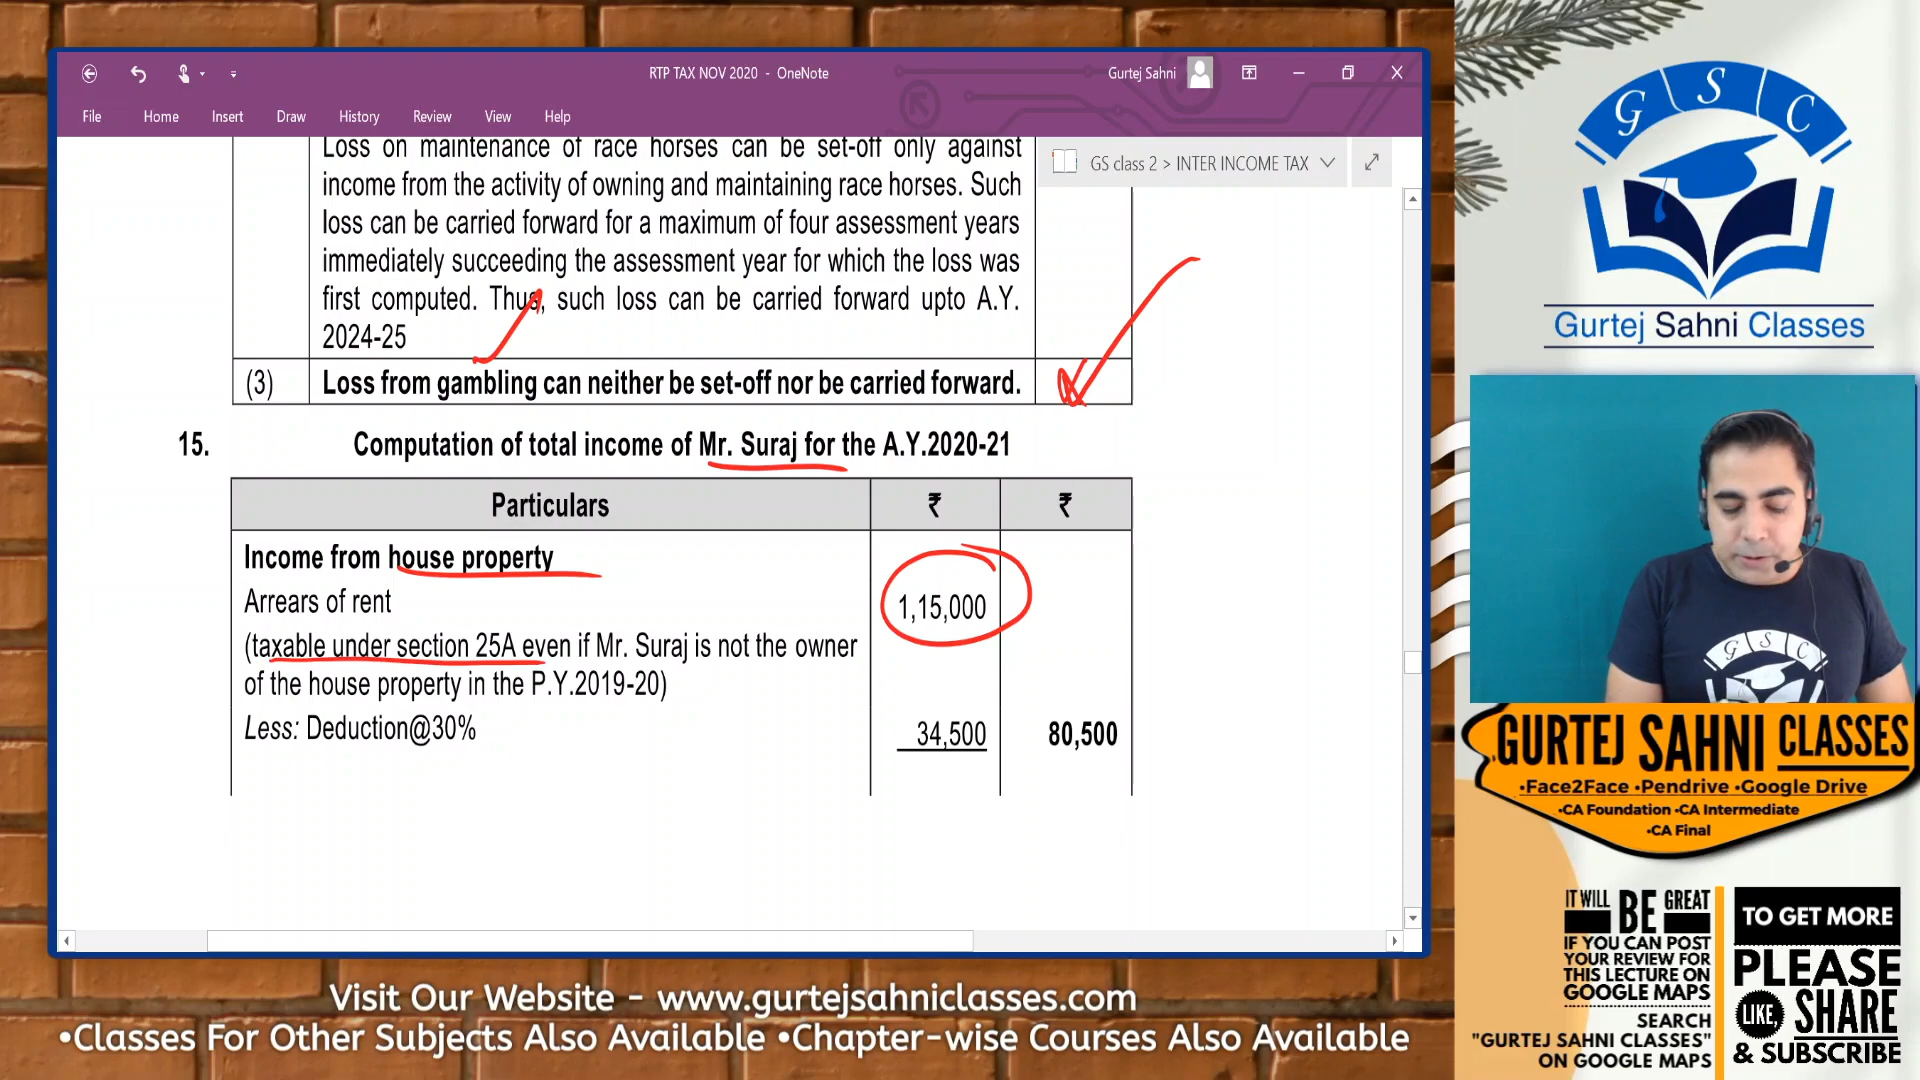 RTP TAX NOV 2020 - OneNote
Gurtej Sahni
File Home Insert Draw History Review View Help
GS class 2 > INTER INCOME TAX
Loss on maintenance of race horses can be set-off only against
income from the activity of owning and maintaining race horses. Such
loss can be carried forward for a maximum of four assessment years
immediately succeeding the assessment year for which the loss was
first computed. Thus, such loss can be carried forward upto A.Y.
2024-25
(3) Loss from gambling can neither be set-off nor be carried forward.
15. Computation of total income of Mr. Suraj for the A.Y.2020-21
Particulars ₹ ₹
Income from house property
Arrears of rent 1,15,000
(taxable under section 25A even if Mr. Suraj is not the owner
of the house property in the P.Y.2019-20)
Less: Deduction@30% 34,500 80,500
G S C
Gurtej Sahni Classes
G S C
GURTEJ SAHNI CLASSES
•Face2Face •Pendrive •Google Drive
•CA Foundation •CA Intermediate
•CA Final
IT WILL BE GREAT
IF YOU CAN POST
YOUR REVIEW FOR
THIS LECTURE ON
GOOGLE MAPS
SEARCH
"GURTEJ SAHNI CLASSES"
ON GOOGLE MAPS
TO GET MORE
PLEASE
LIKE, SHARE
& SUBSCRIBE
Visit Our Website - www.gurtejsahniclasses.com
•Classes For Other Subjects Also Available •Chapter-wise Courses Also Available